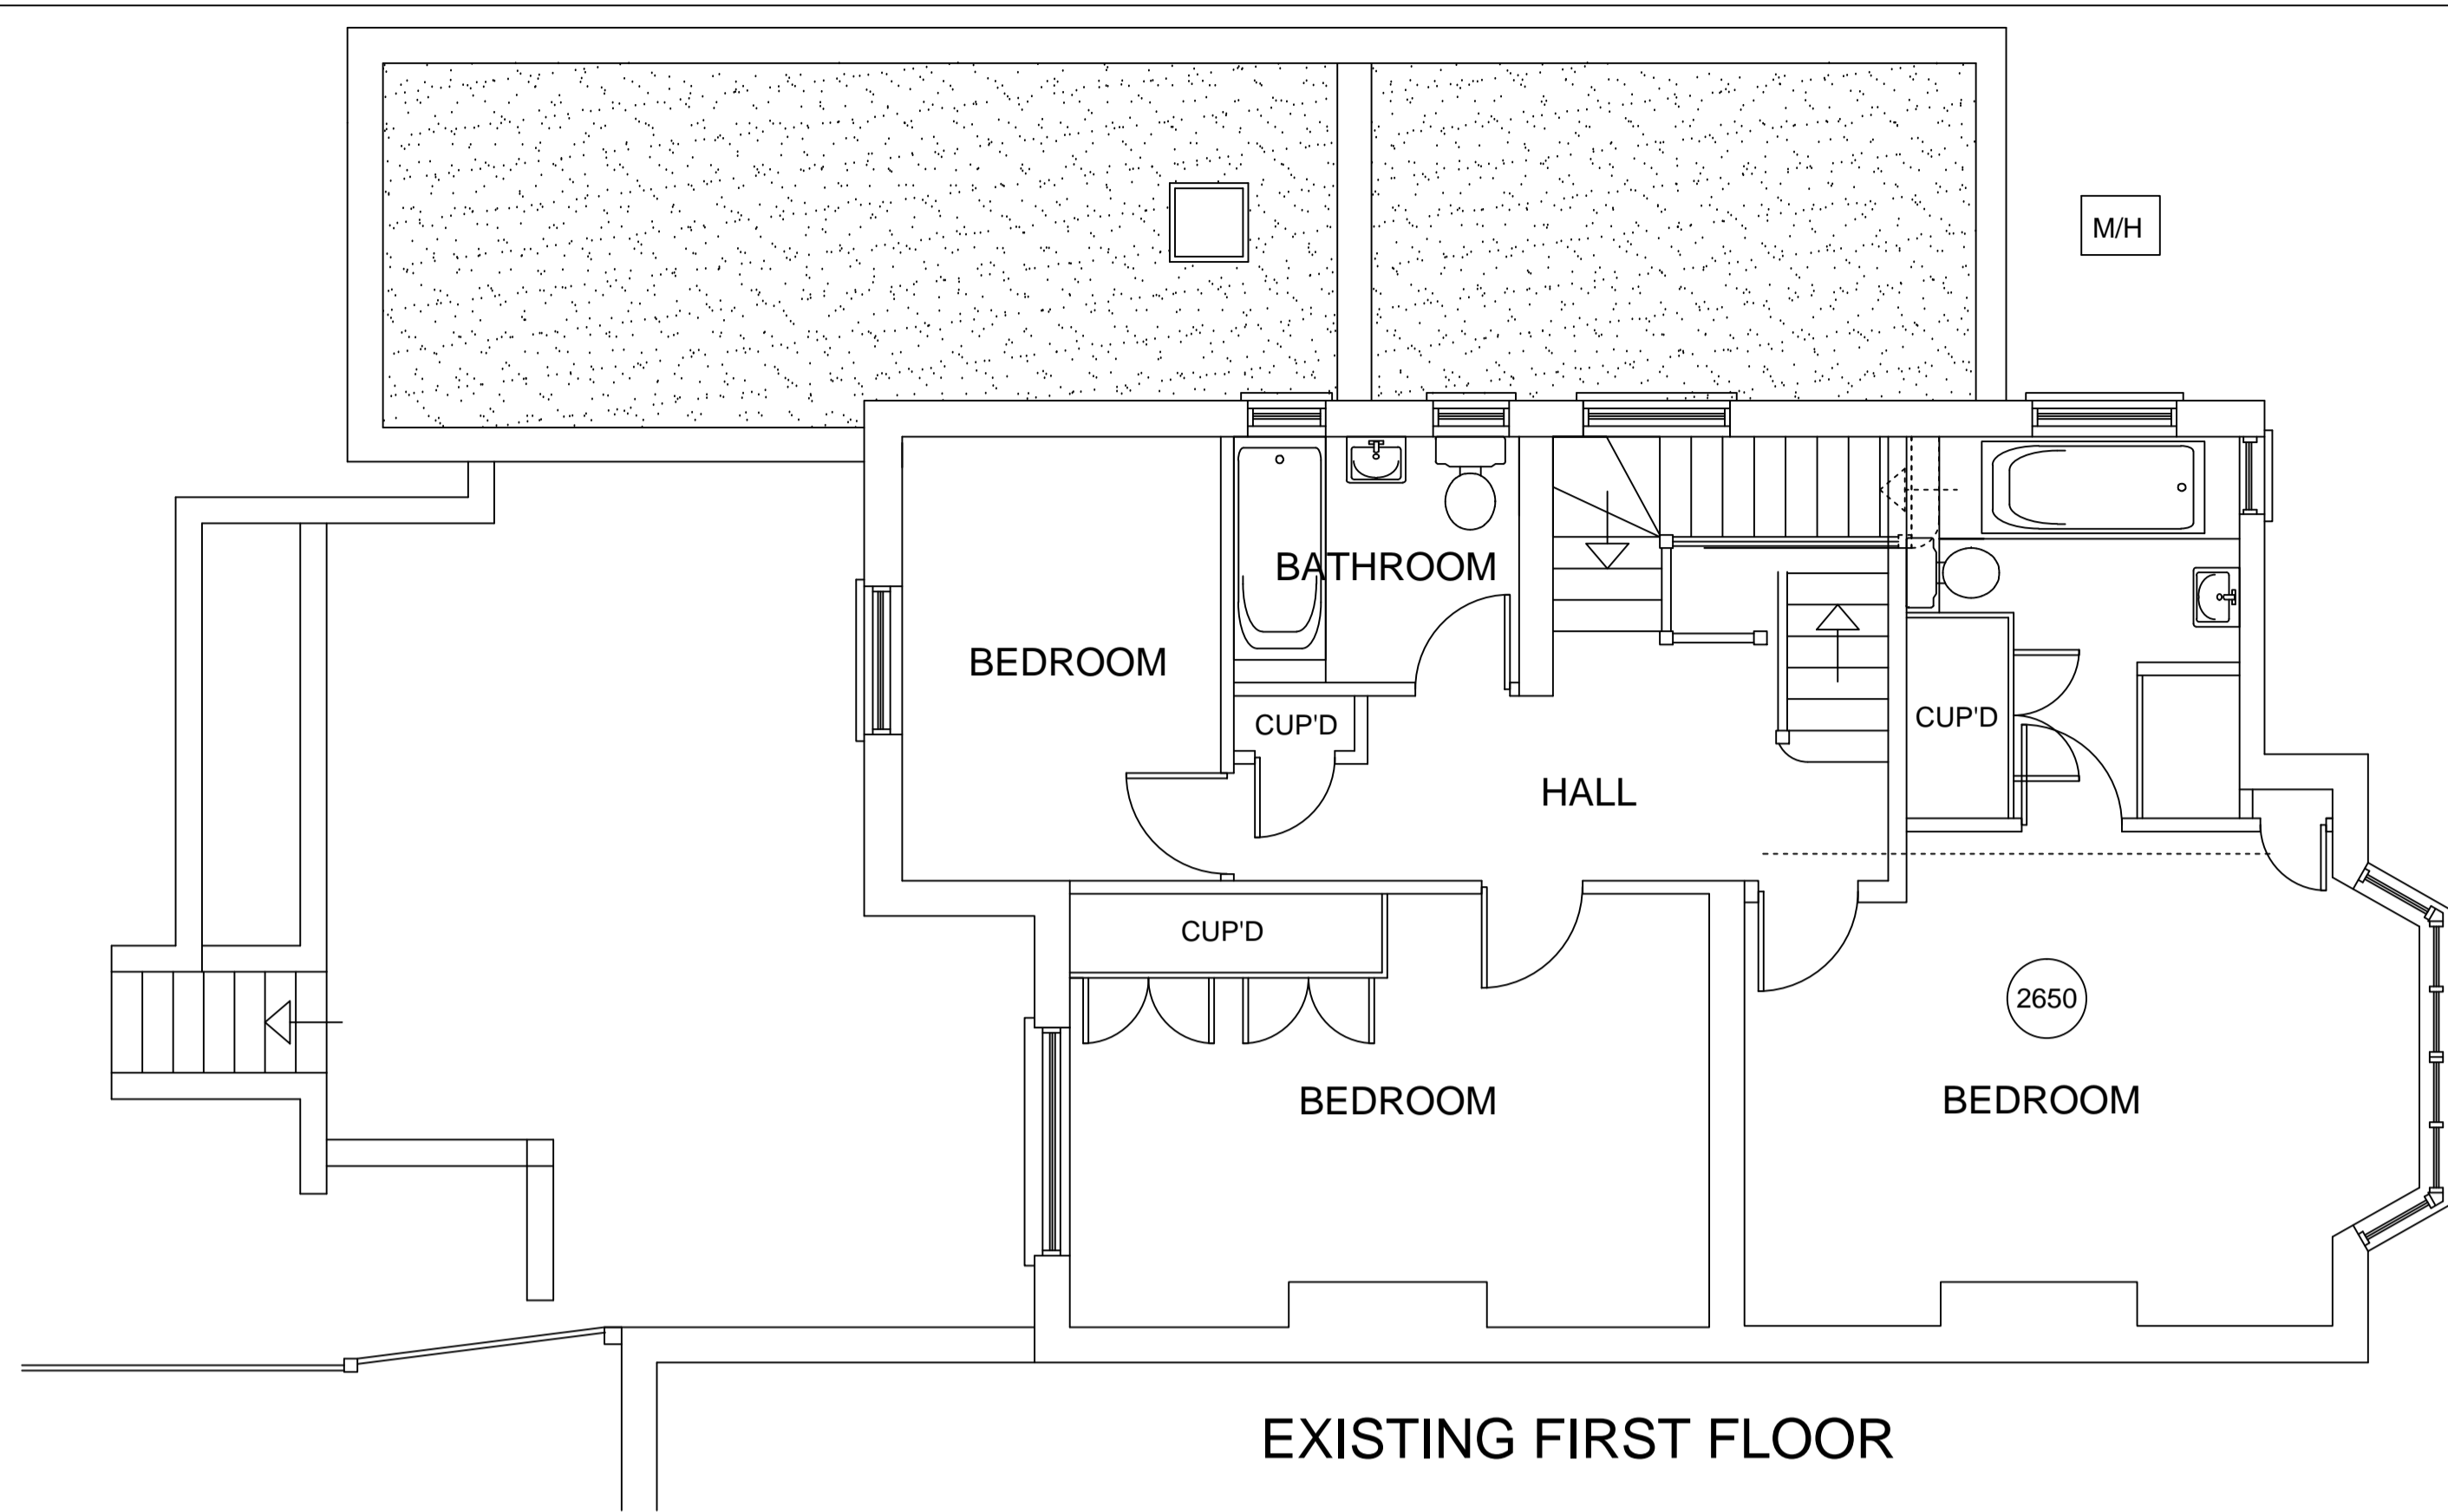 M/H
BATHROOM
BEDROOM
CUP'D
CUP'D
HALL
CUP'D
2650
BEDROOM
BEDROOM
EXISTING FIRST FLOOR